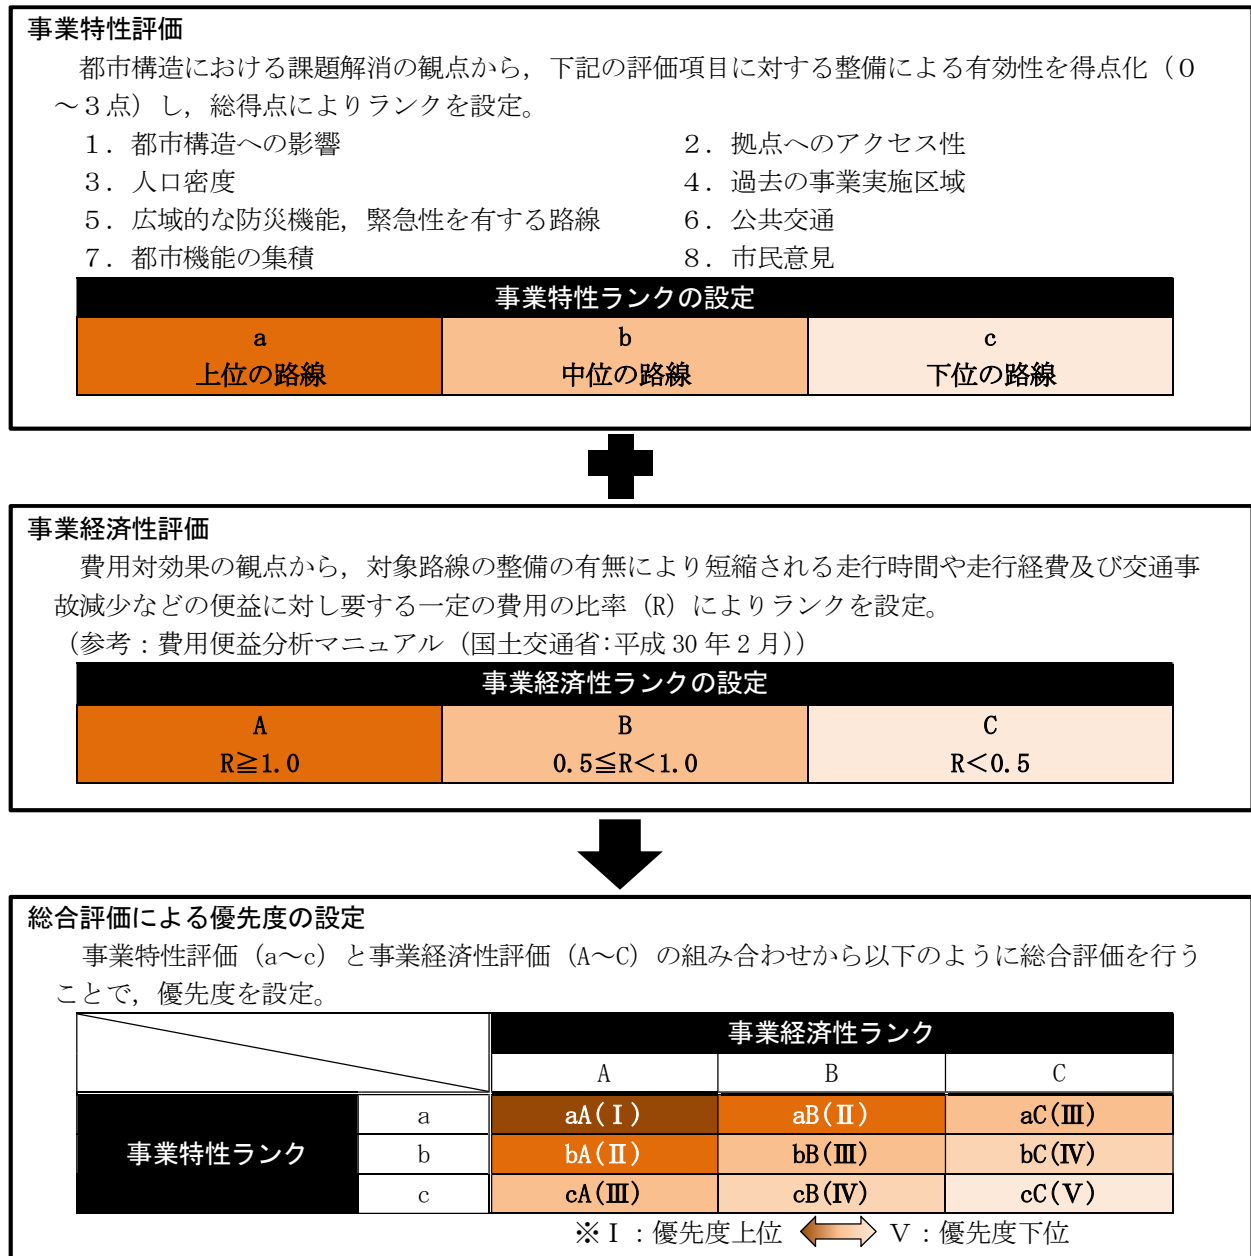 事業特性評価
都市構造における課題解消の観点から，下記の評価項目に対する整備による有効性を得点化（０
～３点）し，総得点によりランクを設定。
１．都市構造への影響　２．拠点へのアクセス性
３．人口密度　４．過去の事業実施区域
５．広域的な防災機能，緊急性を有する路線　６．公共交通
７．都市機能の集積　８．市民意見
事業特性ランクの設定
a　b　c
上位の路線　中位の路線　下位の路線
事業経済性評価
費用対効果の観点から，対象路線の整備の有無により短縮される走行時間や走行経費及び交通事
故減少などの便益に対し要する一定の費用の比率（R）によりランクを設定。
（参考：費用便益分析マニュアル（国土交通省：平成 30 年 2 月））
事業経済性ランクの設定
A　B　C
R≧1.0　0.5≦R＜1.0　R＜0.5
総合評価による優先度の設定
事業特性評価（a～c）と事業経済性評価（A～C）の組み合わせから以下のように総合評価を行う
ことで，優先度を設定。
事業経済性ランク
A　B　C
a　aA(Ⅰ)　aB(Ⅱ)　aC(Ⅲ)
事業特性ランク　b　bA(Ⅱ)　bB(Ⅲ)　bC(Ⅳ)
c　cA(Ⅲ)　cB(Ⅳ)　cC(Ⅴ)
※Ⅰ：優先度上位　Ⅴ：優先度下位